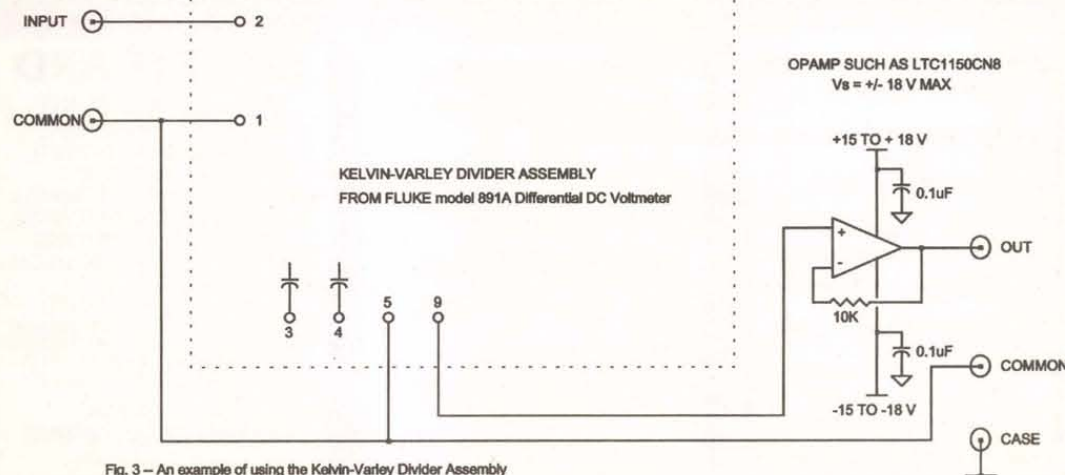 INPUT
2
COMMON
1
KELVIN-VARLEY DIVIDER ASSEMBLY
FROM FLUKE model 891A Differential DC Voltmeter
3
4
5
9
OPAMP SUCH AS LTC1150CN8
Vs = +/- 18 V MAX
+15 TO + 18 V
0.1uF
+
-
OUT
10K
0.1uF
COMMON
-15 TO -18 V
CASE
Fig. 3 – An example of using the Kelvin-Varley Divider Assembly